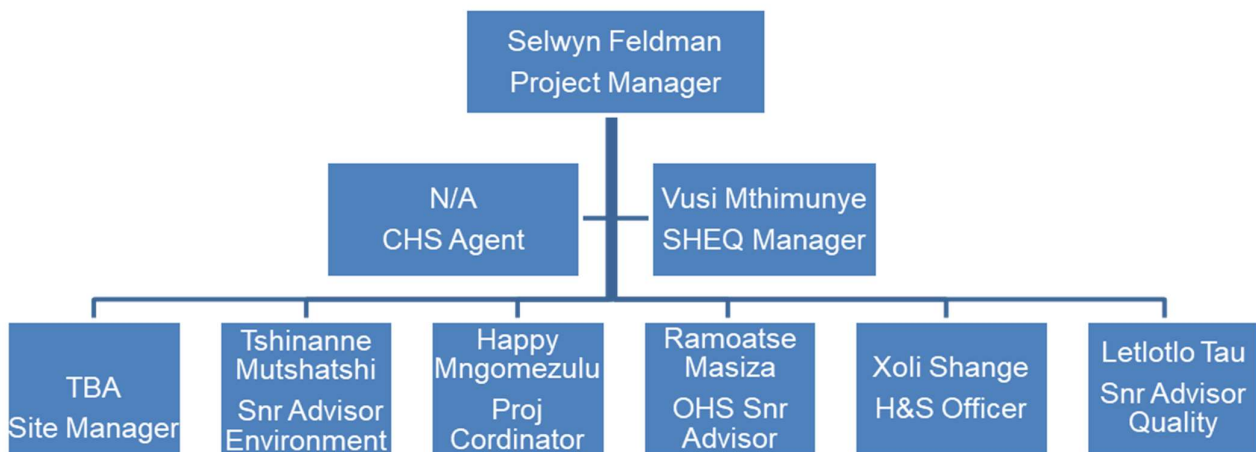 Selwyn Feldman
Project Manager
N/A
CHS Agent
Vusi Mthimunye
SHEQ Manager
TBA
Site Manager
Tshinanne
Mutshatshi
Snr Advisor
Environment
Happy
Mngomezulu
Proj
Cordinator
Ramoatse
Masiza
OHS Snr
Advisor
Xoli Shange
H&S Officer
Letlotlo Tau
Snr Advisor
Quality